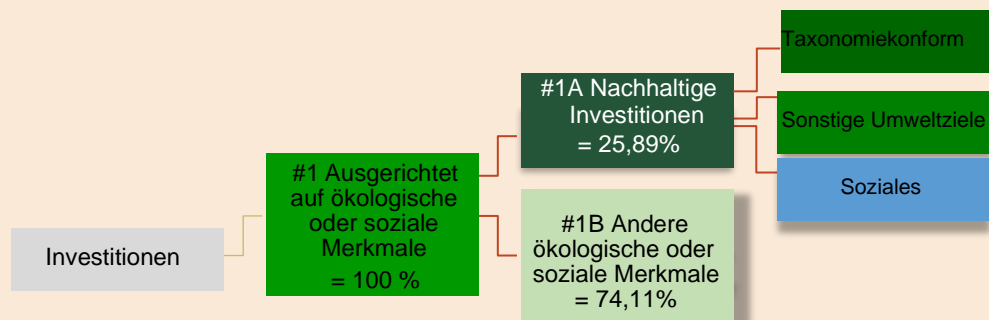 Investitionen
#1 Ausgerichtet
auf ökologische
oder soziale
Merkmale
= 100 %
#1A Nachhaltige
Investitionen
= 25,89%
#1B Andere
ökologische oder
soziale Merkmale
= 74,11%
Taxonomiekonform
Sonstige Umweltziele
Soziales